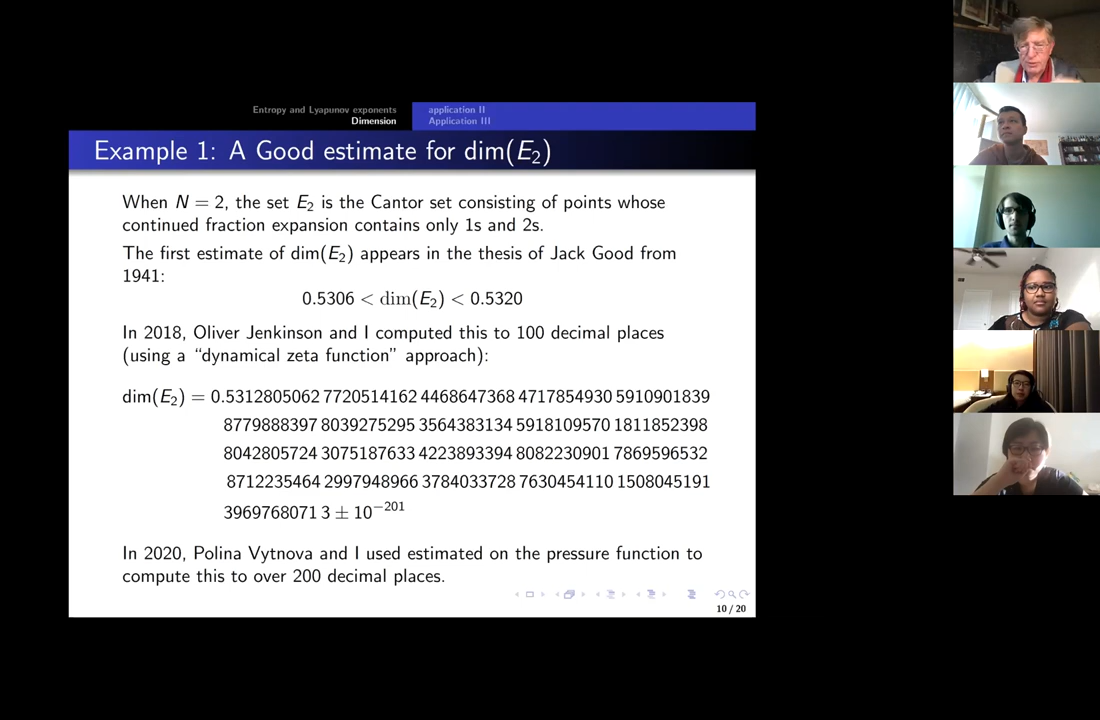 Entropy and Lyapunov exponents
Dimension
application II
Application III
Example 1: A Good estimate for dim(E₂)
When N = 2, the set E₂ is the Cantor set consisting of points whose
continued fraction expansion contains only 1s and 2s.
The first estimate of dim(E₂) appears in the thesis of Jack Good from
1941:
0.5306 < dim(E₂) < 0.5320
In 2018, Oliver Jenkinson and I computed this to 100 decimal places
(using a “dynamical zeta function” approach):
dim(E₂) = 0.5312805062 7720514162 4468647368 4717854930 5910901839
8779888397 8039275295 3564383134 5918109570 1811852398
8042805724 3075187633 4223893394 8082230901 7869596532
8712235464 2997948966 3784033728 7630454110 1508045191
3969768071 3 ± 10⁻²⁰¹
In 2020, Polina Vytnova and I used estimated on the pressure function to
compute this to over 200 decimal places.
10 / 20